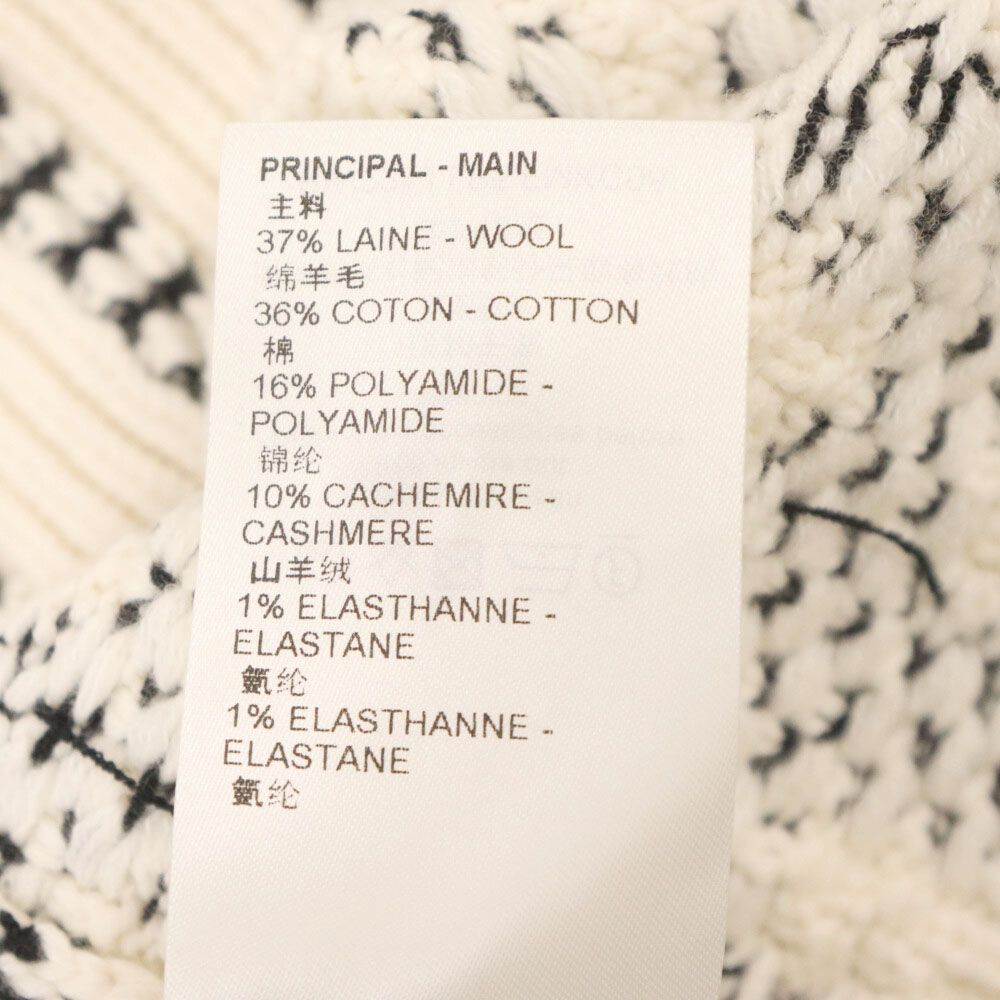 PRINCIPAL - MAIN
主料
37% LAINE - WOOL
绵羊毛
36% COTON - COTTON
棉
16% POLYAMIDE -
POLYAMIDE
锦纶
10% CACHEMIRE -
CASHMERE
山羊绒
1% ELASTHANNE -
ELASTANE
氨纶
1% ELASTHANNE -
ELASTANE
氨纶